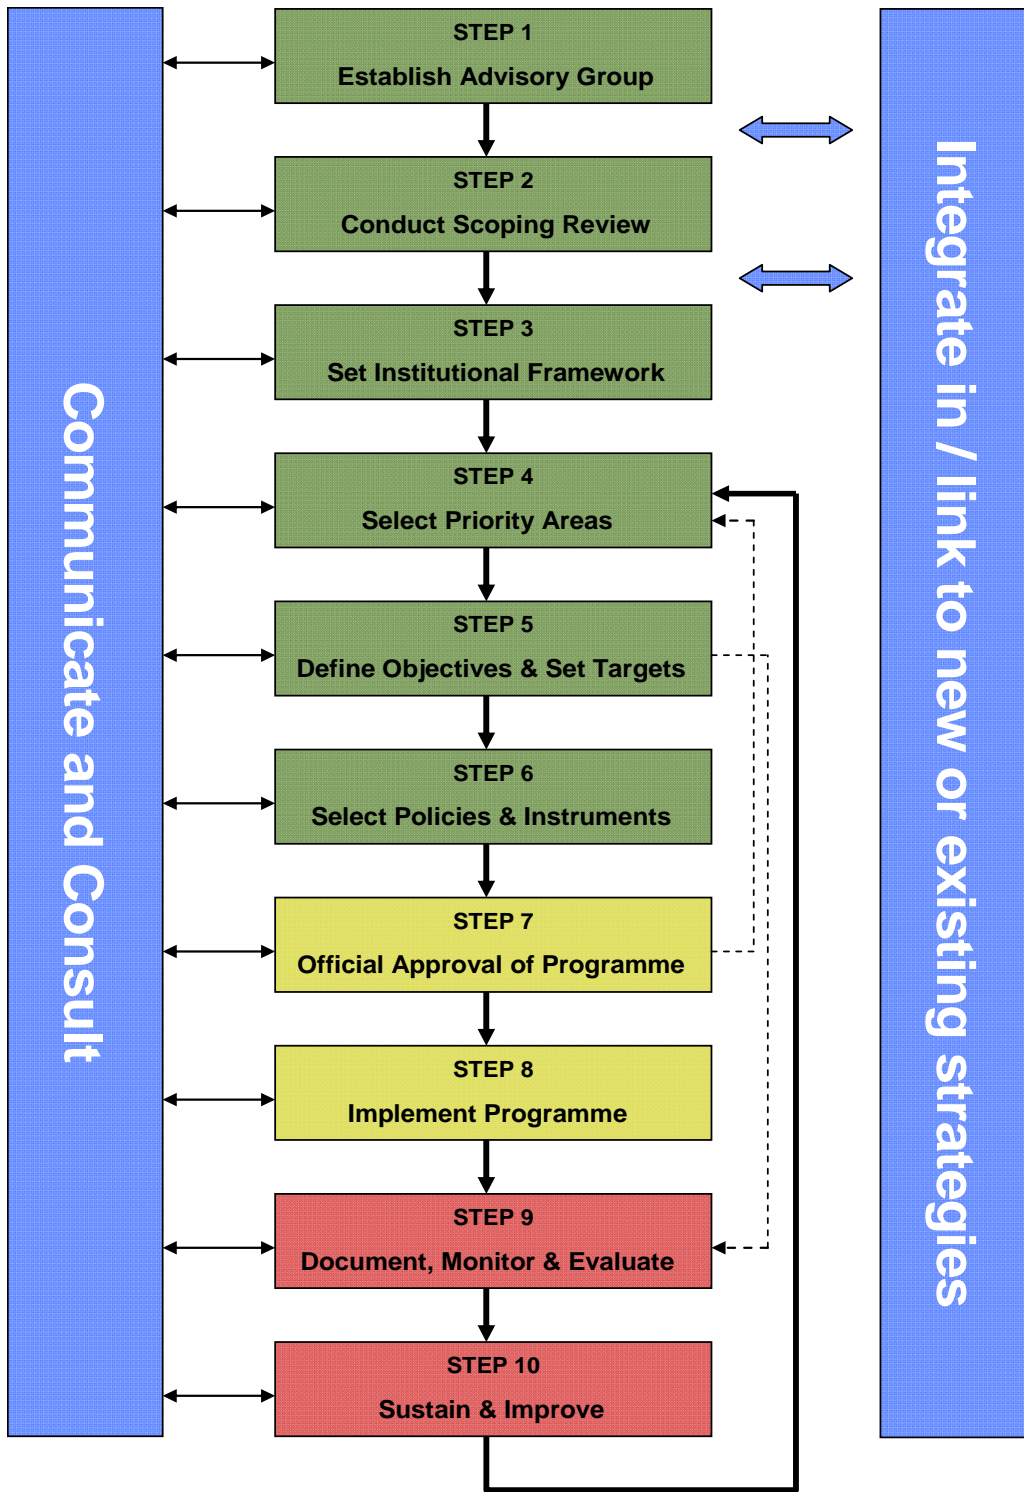 Communicate and Consult
STEP 1
Establish Advisory Group
STEP 2
Conduct Scoping Review
STEP 3
Set Institutional Framework
STEP 4
Select Priority Areas
STEP 5
Define Objectives & Set Targets
STEP 6
Select Policies & Instruments
STEP 7
Official Approval of Programme
STEP 8
Implement Programme
STEP 9
Document, Monitor & Evaluate
STEP 10
Sustain & Improve
Integrate in / link to new or existing strategies